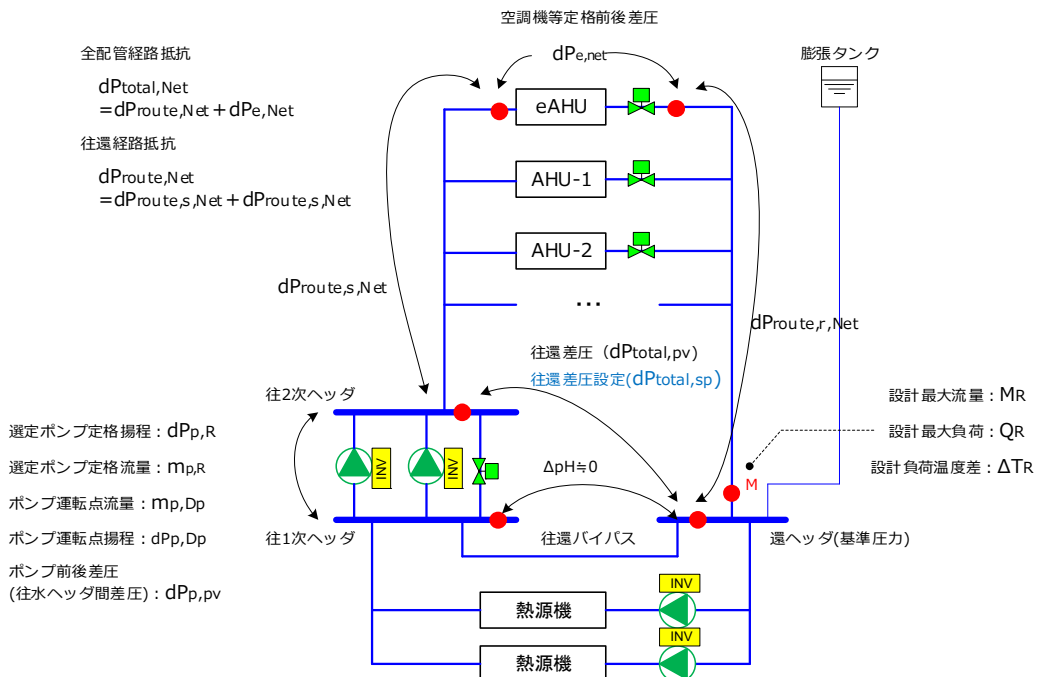 空調機等定格前後差圧
全配管経路抵抗
dPe,net
膨張タンク
dPtotal,Net
=dProute,Net+dPe,Net
eAHU
往還経路抵抗
dProute,Net
=dProute,s,Net+dProute,s,Net
AHU-1
AHU-2
dProute,s,Net
…
dProute,r,Net
往還差圧（dPtotal,pv)
往還差圧設定(dPtotal,sp)
往2次ヘッダ
設計最大流量：MR
選定ポンプ定格揚程：dPp,R
設計最大負荷：QR
選定ポンプ定格流量：mp,R
INV
INV
ΔpH≒0
設計負荷温度差：ΔTR
M
ポンプ運転点流量：mp,Dp
ポンプ運転点揚程：dPp,Dp
往1次ヘッダ
往還バイパス
還ヘッダ(基準圧力)
ポンプ前後差圧
(往水ヘッダ間差圧)：dPp,pv
INV
熱源機
INV
熱源機